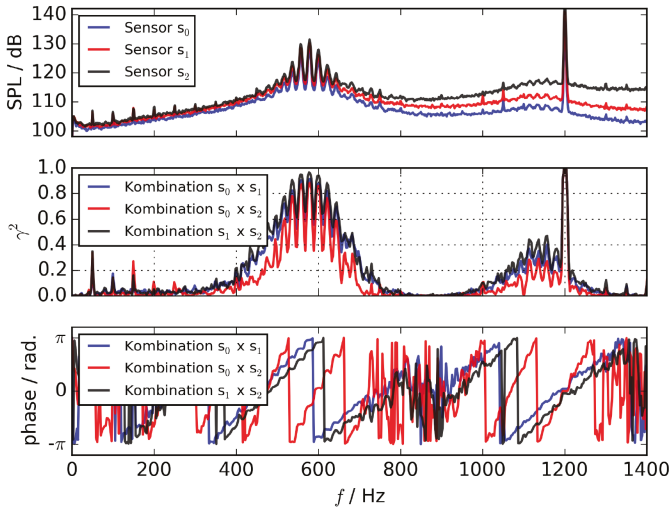 140
130
120
110
100
SPL / dB
Sensor s₀
Sensor s₁
Sensor s₂
1.0
0.8
0.6
0.4
0.2
0.0
γ²
Kombination s₀ x s₁
Kombination s₀ x s₂
Kombination s₁ x s₂
π
0
-π
phase / rad.
Kombination s₀ x s₁
Kombination s₀ x s₂
Kombination s₁ x s₂
0 200 400 600 800 1000 1200 1400
f / Hz